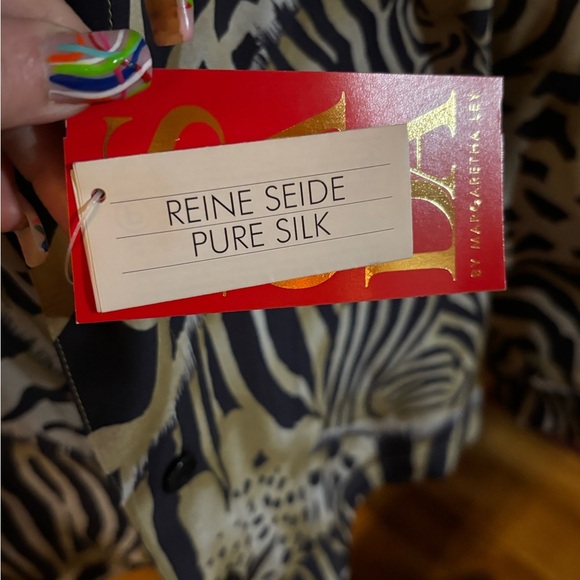 REINE SEIDE
PURE SILK
BY MARGARETHA LEY